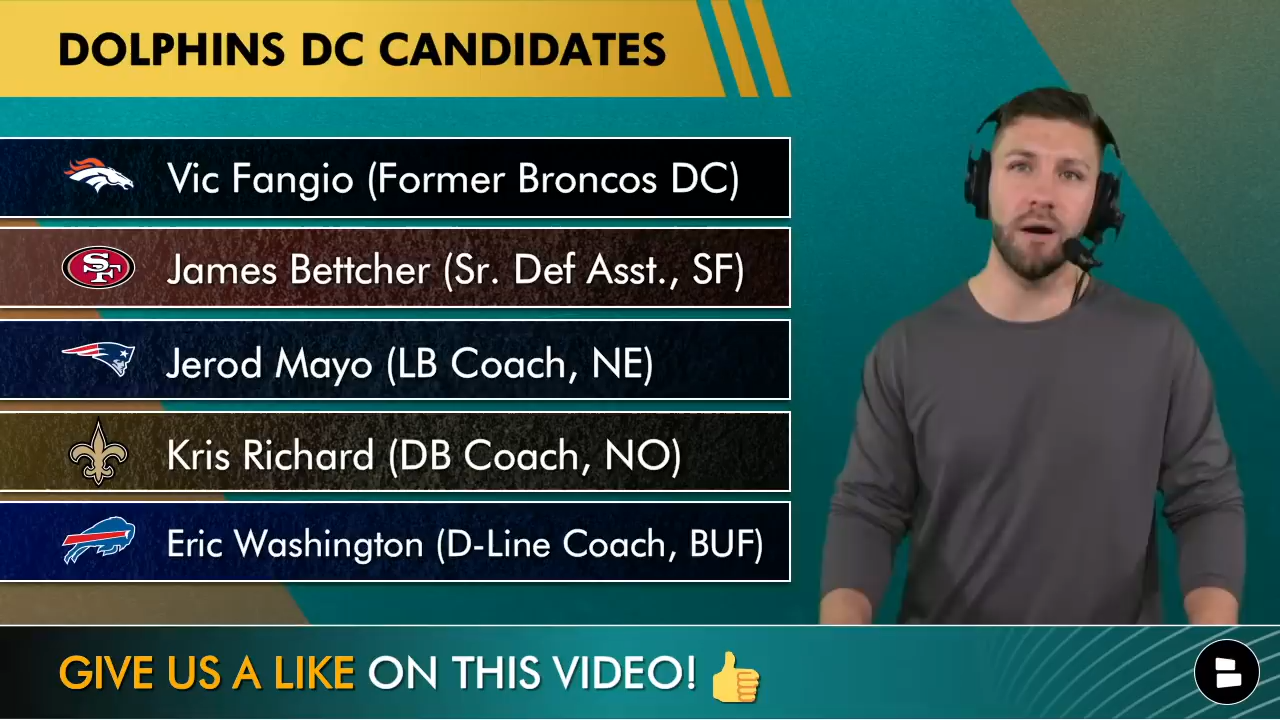 DOLPHINS DC CANDIDATES
Vic Fangio (Former Broncos DC)
SF
James Bettcher (Sr. Def Asst., SF)
Jerod Mayo (LB Coach, NE)
Kris Richard (DB Coach, NO)
Eric Washington (D-Line Coach, BUF)
GIVE US A LIKE ON THIS VIDEO!